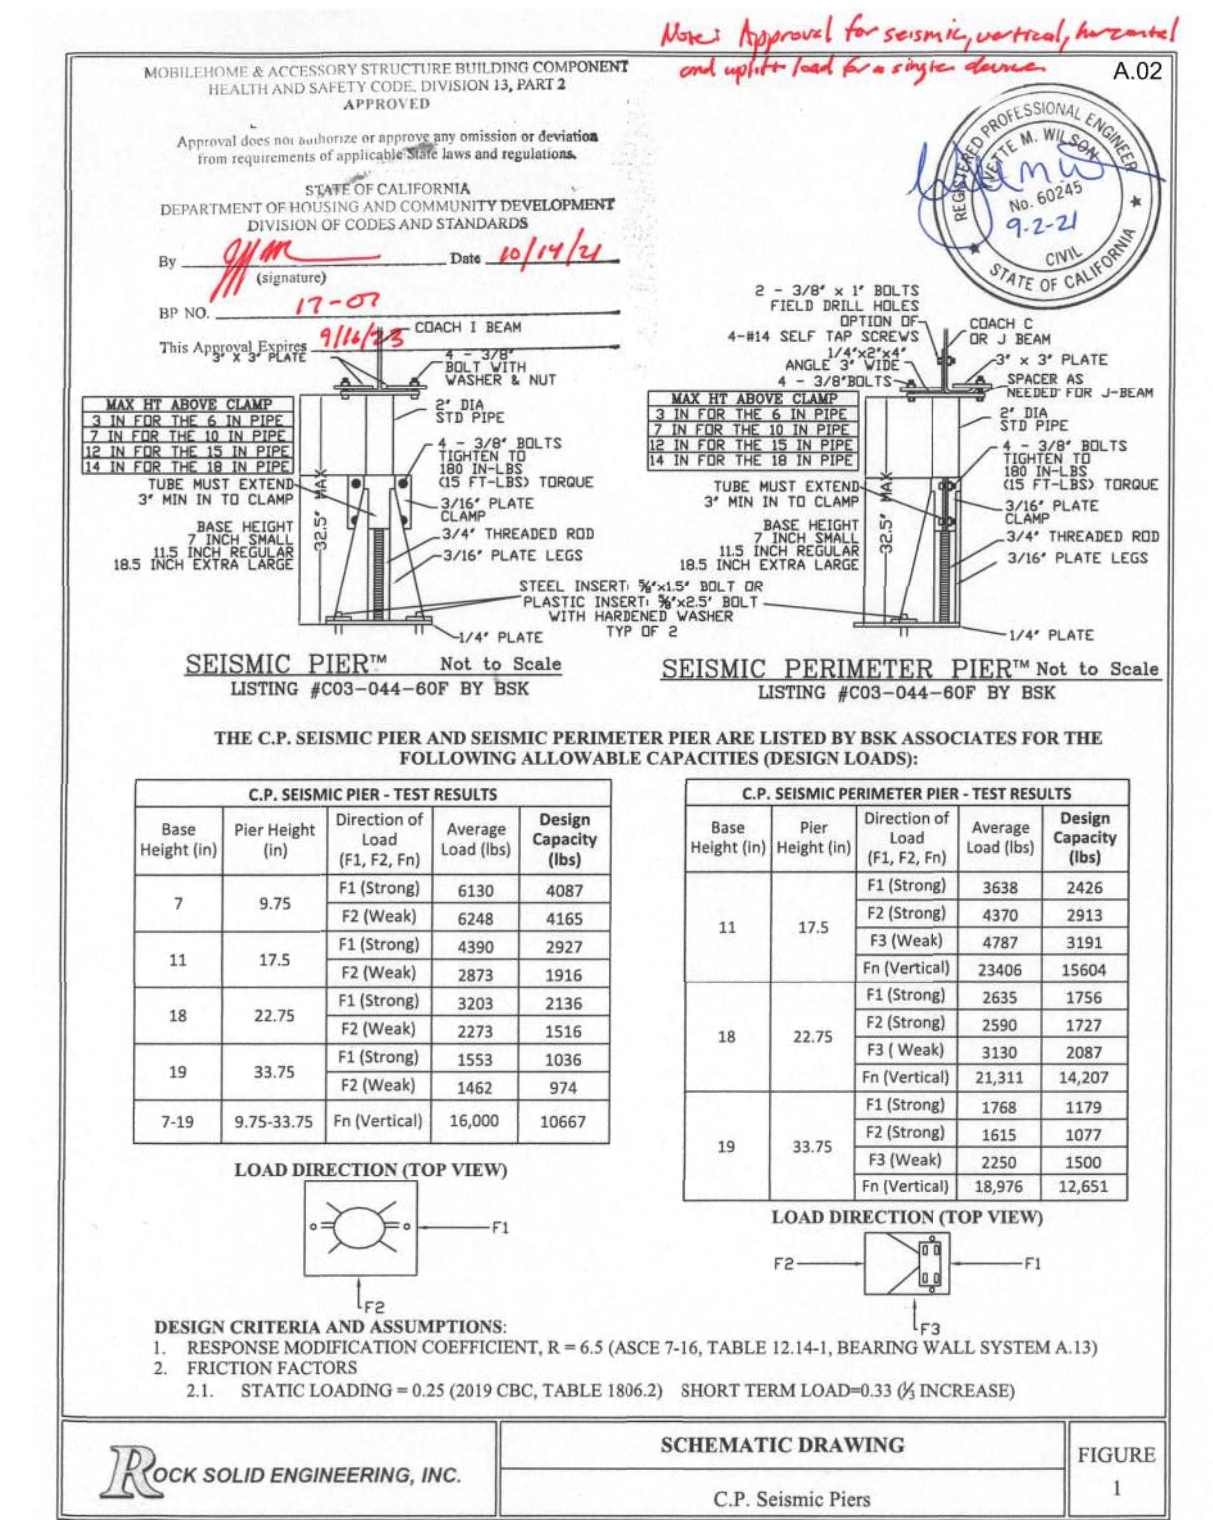 Note: Approval for seismic, vertical, horizontal
and uplift load for a single device
A.02
MOBILEHOME & ACCESSORY STRUCTURE BUILDING COMPONENT
HEALTH AND SAFETY CODE, DIVISION 13, PART 2
APPROVED
Approval does not authorize or approve any omission or deviation
from requirements of applicable State laws and regulations.
STATE OF CALIFORNIA
DEPARTMENT OF HOUSING AND COMMUNITY DEVELOPMENT
DIVISION OF CODES AND STANDARDS
By
Date 10/14/21
(signature)
BP NO. 17-07
This Approval Expires 9/16/23
REGISTERED PROFESSIONAL ENGINEER
YVETTE M. WILSON
No. 60245
9-2-21
CIVIL
STATE OF CALIFORNIA
COACH I BEAM
3" X 3" PLATE
4 - 3/8"
BOLT WITH
WASHER & NUT
MAX HT ABOVE CLAMP
3 IN FOR THE 6 IN PIPE
7 IN FOR THE 10 IN PIPE
12 IN FOR THE 15 IN PIPE
14 IN FOR THE 18 IN PIPE
2" DIA
STD PIPE
4 - 3/8" BOLTS
TIGHTEN TO
180 IN-LBS
(15 FT-LBS) TORQUE
TUBE MUST EXTEND
3" MIN IN TO CLAMP
3/16" PLATE
CLAMP
32.5" MAX
BASE HEIGHT
7 INCH SMALL
11.5 INCH REGULAR
18.5 INCH EXTRA LARGE
3/4" THREADED ROD
3/16" PLATE LEGS
STEEL INSERT: 5/8"x1.5" BOLT OR
PLASTIC INSERT: 5/8"x2.5" BOLT
WITH HARDENED WASHER
TYP OF 2
1/4" PLATE
SEISMIC PIER™ Not to Scale
LISTING #C03-044-60F BY BSK
2 - 3/8" x 1" BOLTS
FIELD DRILL HOLES
OPTION OF
4-#14 SELF TAP SCREWS
1/4"x2"x4"
ANGLE 3" WIDE
4 - 3/8"BOLTS
COACH C
OR J BEAM
3" x 3" PLATE
SPACER AS
NEEDED FOR J-BEAM
MAX HT ABOVE CLAMP
3 IN FOR THE 6 IN PIPE
7 IN FOR THE 10 IN PIPE
12 IN FOR THE 15 IN PIPE
14 IN FOR THE 18 IN PIPE
2" DIA
STD PIPE
4 - 3/8" BOLTS
TIGHTEN TO
180 IN-LBS
(15 FT-LBS) TORQUE
TUBE MUST EXTEND
3" MIN IN TO CLAMP
3/16" PLATE
CLAMP
32.5" MAX
BASE HEIGHT
7 INCH SMALL
11.5 INCH REGULAR
18.5 INCH EXTRA LARGE
3/4" THREADED ROD
3/16" PLATE LEGS
1/4" PLATE
SEISMIC PERIMETER PIER™ Not to Scale
LISTING #C03-044-60F BY BSK
THE C.P. SEISMIC PIER AND SEISMIC PERIMETER PIER ARE LISTED BY BSK ASSOCIATES FOR THE
FOLLOWING ALLOWABLE CAPACITIES (DESIGN LOADS):
C.P. SEISMIC PIER - TEST RESULTS
Base Height (in) Pier Height (in) Direction of Load (F1, F2, Fn) Average Load (lbs) Design Capacity (lbs)
7 9.75 F1 (Strong) 6130 4087
F2 (Weak) 6248 4165
11 17.5 F1 (Strong) 4390 2927
F2 (Weak) 2873 1916
18 22.75 F1 (Strong) 3203 2136
F2 (Weak) 2273 1516
19 33.75 F1 (Strong) 1553 1036
F2 (Weak) 1462 974
7-19 9.75-33.75 Fn (Vertical) 16,000 10667
LOAD DIRECTION (TOP VIEW)
F1
F2
C.P. SEISMIC PERIMETER PIER - TEST RESULTS
Base Height (in) Pier Height (in) Direction of Load (F1, F2, Fn) Average Load (lbs) Design Capacity (lbs)
11 17.5 F1 (Strong) 3638 2426
F2 (Strong) 4370 2913
F3 (Weak) 4787 3191
Fn (Vertical) 23406 15604
18 22.75 F1 (Strong) 2635 1756
F2 (Strong) 2590 1727
F3 ( Weak) 3130 2087
Fn (Vertical) 21,311 14,207
19 33.75 F1 (Strong) 1768 1179
F2 (Strong) 1615 1077
F3 (Weak) 2250 1500
Fn (Vertical) 18,976 12,651
LOAD DIRECTION (TOP VIEW)
F2
F1
F3
DESIGN CRITERIA AND ASSUMPTIONS:
1. RESPONSE MODIFICATION COEFFICIENT, R = 6.5 (ASCE 7-16, TABLE 12.14-1, BEARING WALL SYSTEM A.13)
2. FRICTION FACTORS
2.1. STATIC LOADING = 0.25 (2019 CBC, TABLE 1806.2) SHORT TERM LOAD=0.33 (⅓ INCREASE)
ROCK SOLID ENGINEERING, INC.
SCHEMATIC DRAWING
C.P. Seismic Piers
FIGURE
1